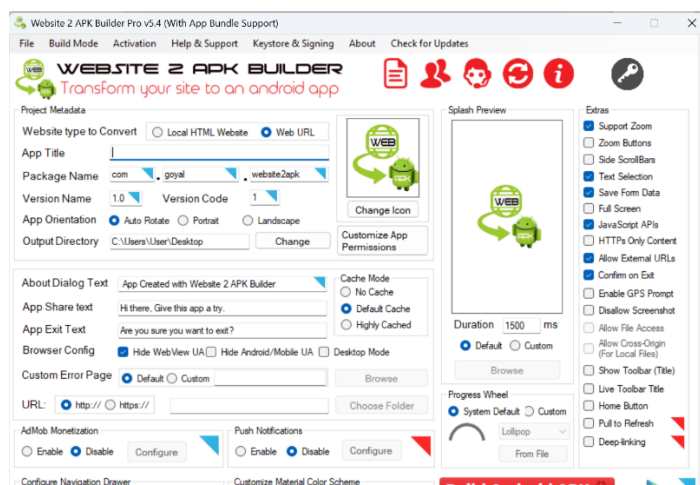 Website 2 APK Builder Pro v5.4 (With App Bundle Support)
File Build Mode Activation Help & Support Keystore & Signing About Check for Updates
WEB
WEBSITE 2 APK BUILDER
Transform your site to an android app
Project Metadata
Website type to Convert Local HTML Website Web URL
App Title
Package Name com . goyal . website2apk
Version Name 1.0 Version Code 1
App Orientation Auto Rotate Portrait Landscape
Output Directory C:\Users\User\Desktop Change
WEB
APK
Change Icon
Customize App
Permissions
About Dialog Text App Created with Website 2 APK Builder
App Share text Hi there, Give this app a try.
App Exit Text Are you sure you want to exit?
Browser Config Hide WebView UA Hide Android/Mobile UA Desktop Mode
Custom Error Page Default Custom Browse
URL: http:// https:// Choose Folder
Cache Mode
No Cache
Default Cache
Highly Cached
AdMob Monetization
Enable Disable Configure
Push Notifications
Enable Disable Configure
Configure Navigation Drawer
Customize Material Color Scheme
Splash Preview
WEB
APK
Duration 1500 ms
Default Custom
Browse
Progress Wheel
System Default Custom
Lollipop
From File
Build Android APK
Extras
Support Zoom
Zoom Buttons
Side ScrollBars
Text Selection
Save Form Data
Full Screen
JavaScript APIs
HTTPs Only Content
Allow External URLs
Confirm on Exit
Enable GPS Prompt
Disallow Screenshot
Allow File Access
Allow Cross-Origin
(For Local Files)
Show Toolbar (Title)
Live Toolbar Title
Home Button
Pull to Refresh
Deep-linking